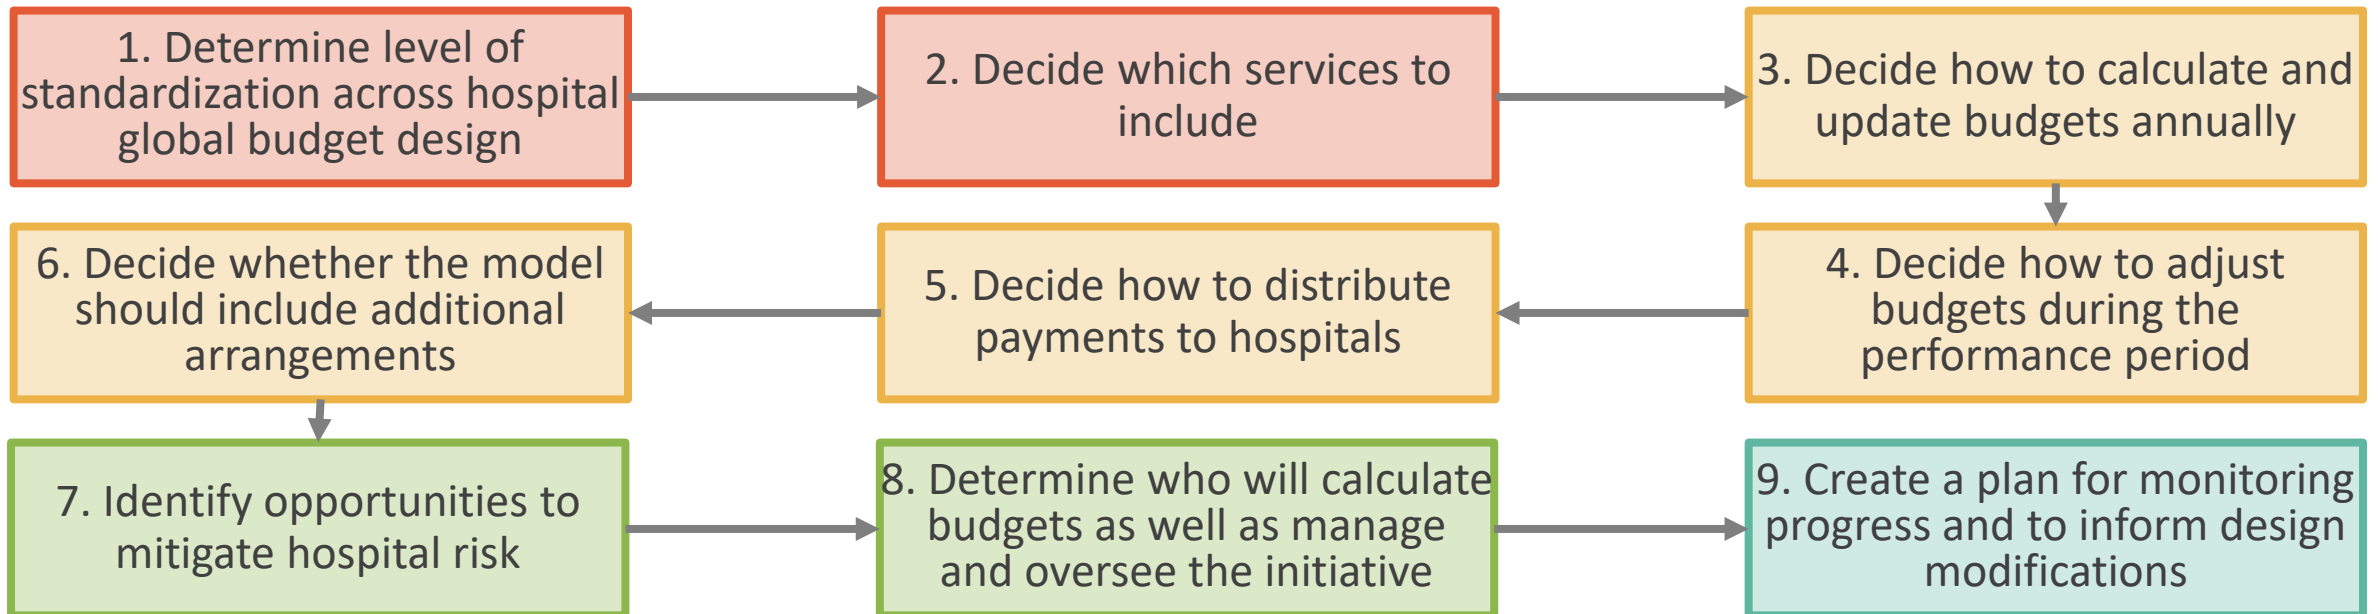 1. Determine level of
standardization across hospital
global budget design
2. Decide which services to
include
3. Decide how to calculate and
update budgets annually
4. Decide how to adjust
budgets during the
performance period
5. Decide how to distribute
payments to hospitals
6. Decide whether the model
should include additional
arrangements
7. Identify opportunities to
mitigate hospital risk
8. Determine who will calculate
budgets as well as manage
and oversee the initiative
9. Create a plan for monitoring
progress and to inform design
modifications